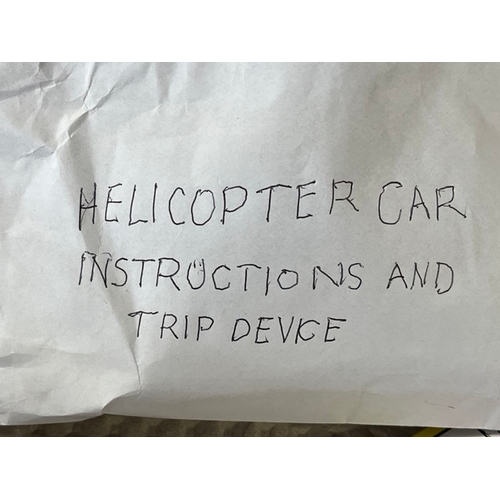 HELICOPTER CAR
INSTRUCTIONS AND
TRIP DEVICE